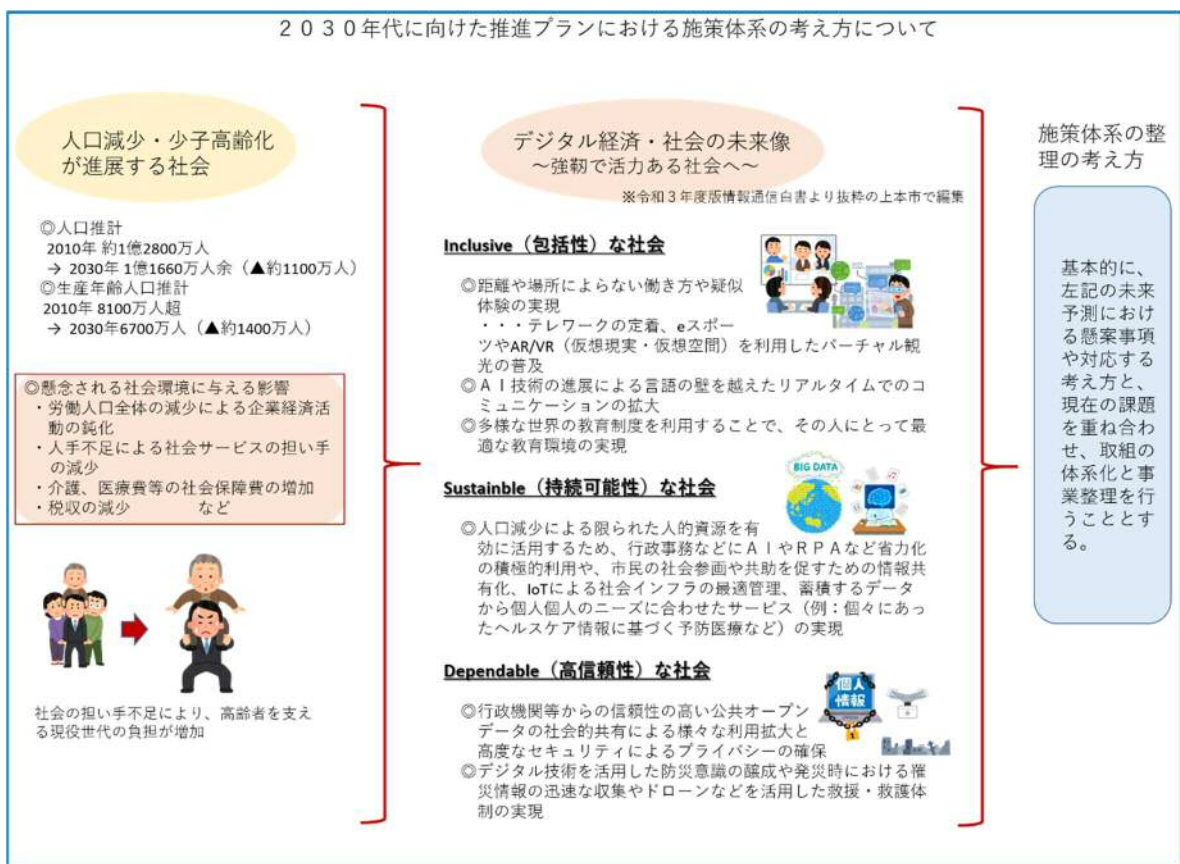 ２０３０年代に向けた推進プランにおける施策体系の考え方について
人口減少・少子高齢化
が進展する社会
◎人口推計
2010年 約1億2800万人
→ 2030年 1億1660万人余（▲約1100万人）
◎生産年齢人口推計
2010年 8100万人超
→ 2030年6700万人（▲約1400万人）
◎懸念される社会環境に与える影響
・労働人口全体の減少による企業経済活
動の鈍化
・人手不足による社会サービスの担い手
の減少
・介護、医療費等の社会保障費の増加
・税収の減少　　　　など
社会の担い手不足により、高齢者を支え
る現役世代の負担が増加
デジタル経済・社会の未来像
～強靭で活力ある社会へ～
※令和３年度版情報通信白書より抜粋の上本市で編集
Inclusive（包括性）な社会
◎距離や場所によらない働き方や疑似
体験の実現
・・・テレワークの定着、eスポー
ツやAR/VR（仮想現実・仮想空間）を利用したバーチャル観
光の普及
◎ＡＩ技術の進展による言語の壁を越えたリアルタイムでのコ
ミュニケーションの拡大
◎多様な世界の教育制度を利用することで、その人にとって最
適な教育環境の実現
BIG DATA
Sustainble（持続可能性）な社会
◎人口減少による限られた人的資源を有
効に活用するため、行政事務などにＡＩやＲＰＡなど省力化
の積極的利用や、市民の社会参画や共助を促すための情報共
有化、IoTによる社会インフラの最適管理、蓄積するデータ
から個人個人のニーズに合わせたサービス（例：個々にあっ
たヘルスケア情報に基づく予防医療など）の実現
Dependable（高信頼性）な社会
個人
情報
◎行政機関等からの信頼性の高い公共オープン
データの社会的共有による様々な利用拡大と
高度なセキュリティによるプライバシーの確保
◎デジタル技術を活用した防災意識の醸成や発災時における罹
災情報の迅速な収集やドローンなどを活用した救援・救護体
制の実現
施策体系の整
理の考え方
基本的に、
左記の未来
予測におけ
る懸案事項
や対応する
考え方と、
現在の課題
を重ね合わ
せ、取組の
体系化と事
業整理を行
うこととす
る。